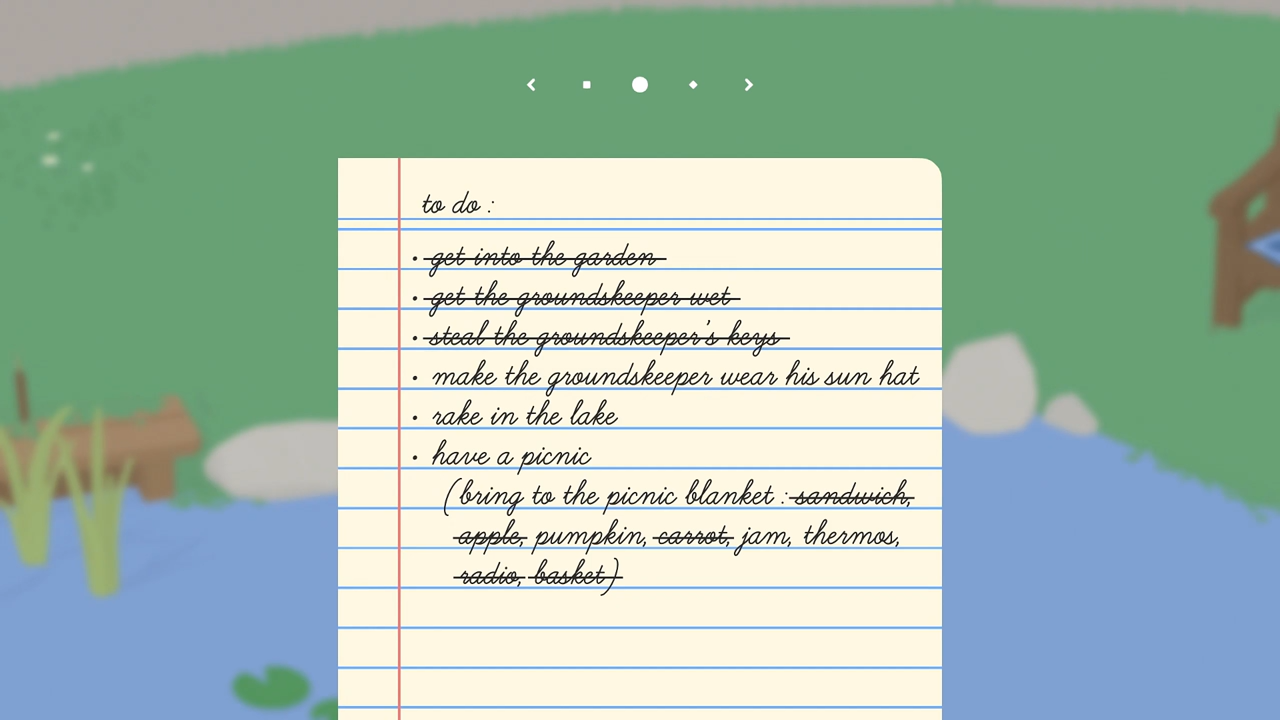 to do :
• get into the garden
• get the groundskeeper wet
• steal the groundskeeper's keys
• make the groundskeeper wear his sun hat
• rake in the lake
• have a picnic
(bring to the picnic blanket : sandwich,
apple, pumpkin, carrot, jam, thermos,
radio, basket)